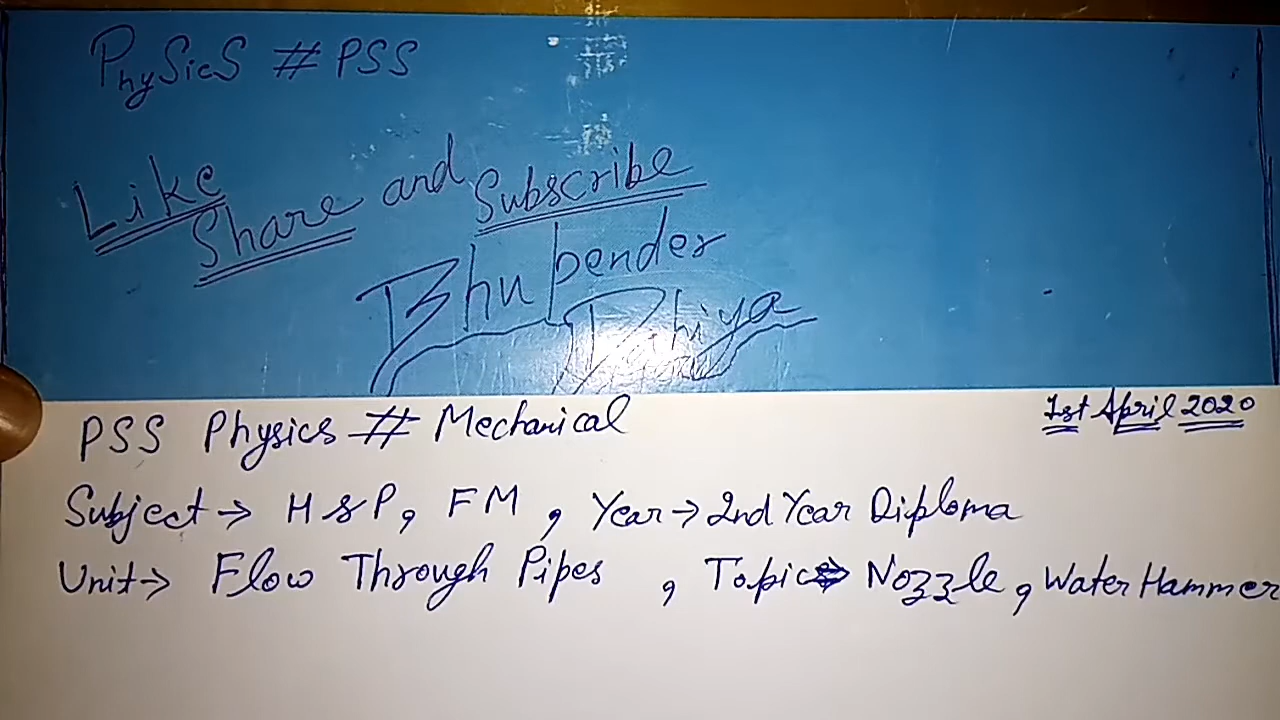 Physics # PSS
Like Share and Subscribe
Bhupender
Dhiya
PSS Physics # Mechanical
1st April 2020
Subject → H & P, FM, Year → 2nd Year Diploma
Unit → Flow Through Pipes, Topic → Nozzle, Water Hammer